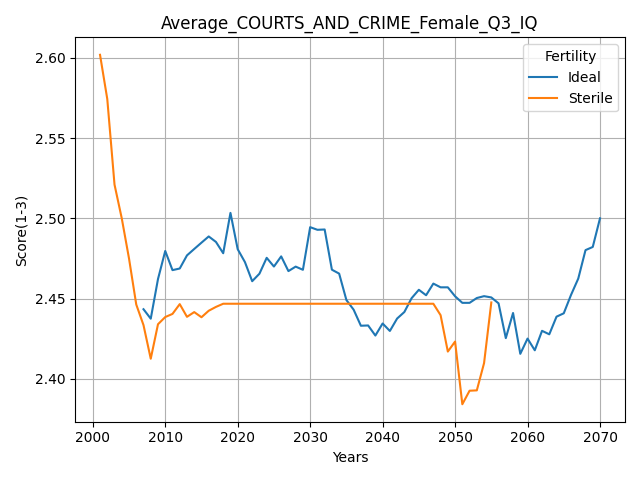 Average_COURTS_AND_CRIME_Female_Q3_IQ
Fertility
Ideal
Sterile
Score(1-3)
2.60
2.55
2.50
2.45
2.40
2000 2010 2020 2030 2040 2050 2060 2070
Years